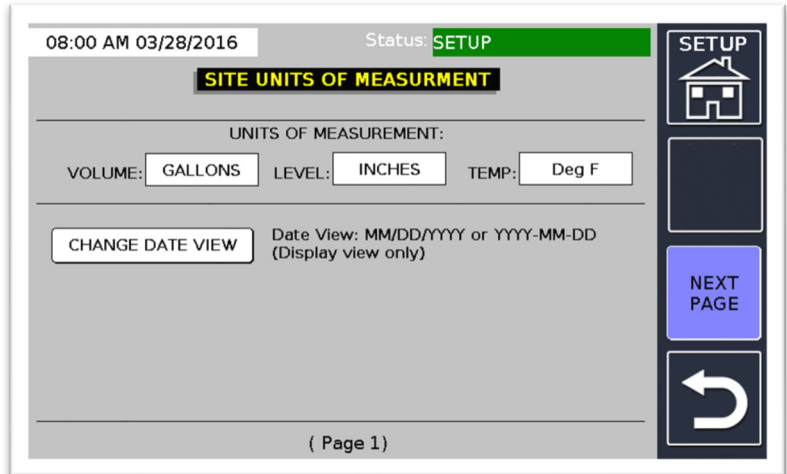 08:00 AM 03/28/2016
Status: SETUP
SETUP
SITE UNITS OF MEASURMENT
UNITS OF MEASUREMENT:
VOLUME: GALLONS LEVEL: INCHES TEMP: Deg F
CHANGE DATE VIEW
Date View: MM/DD/YYYY or YYYY-MM-DD
(Display view only)
NEXT
PAGE
( Page 1)